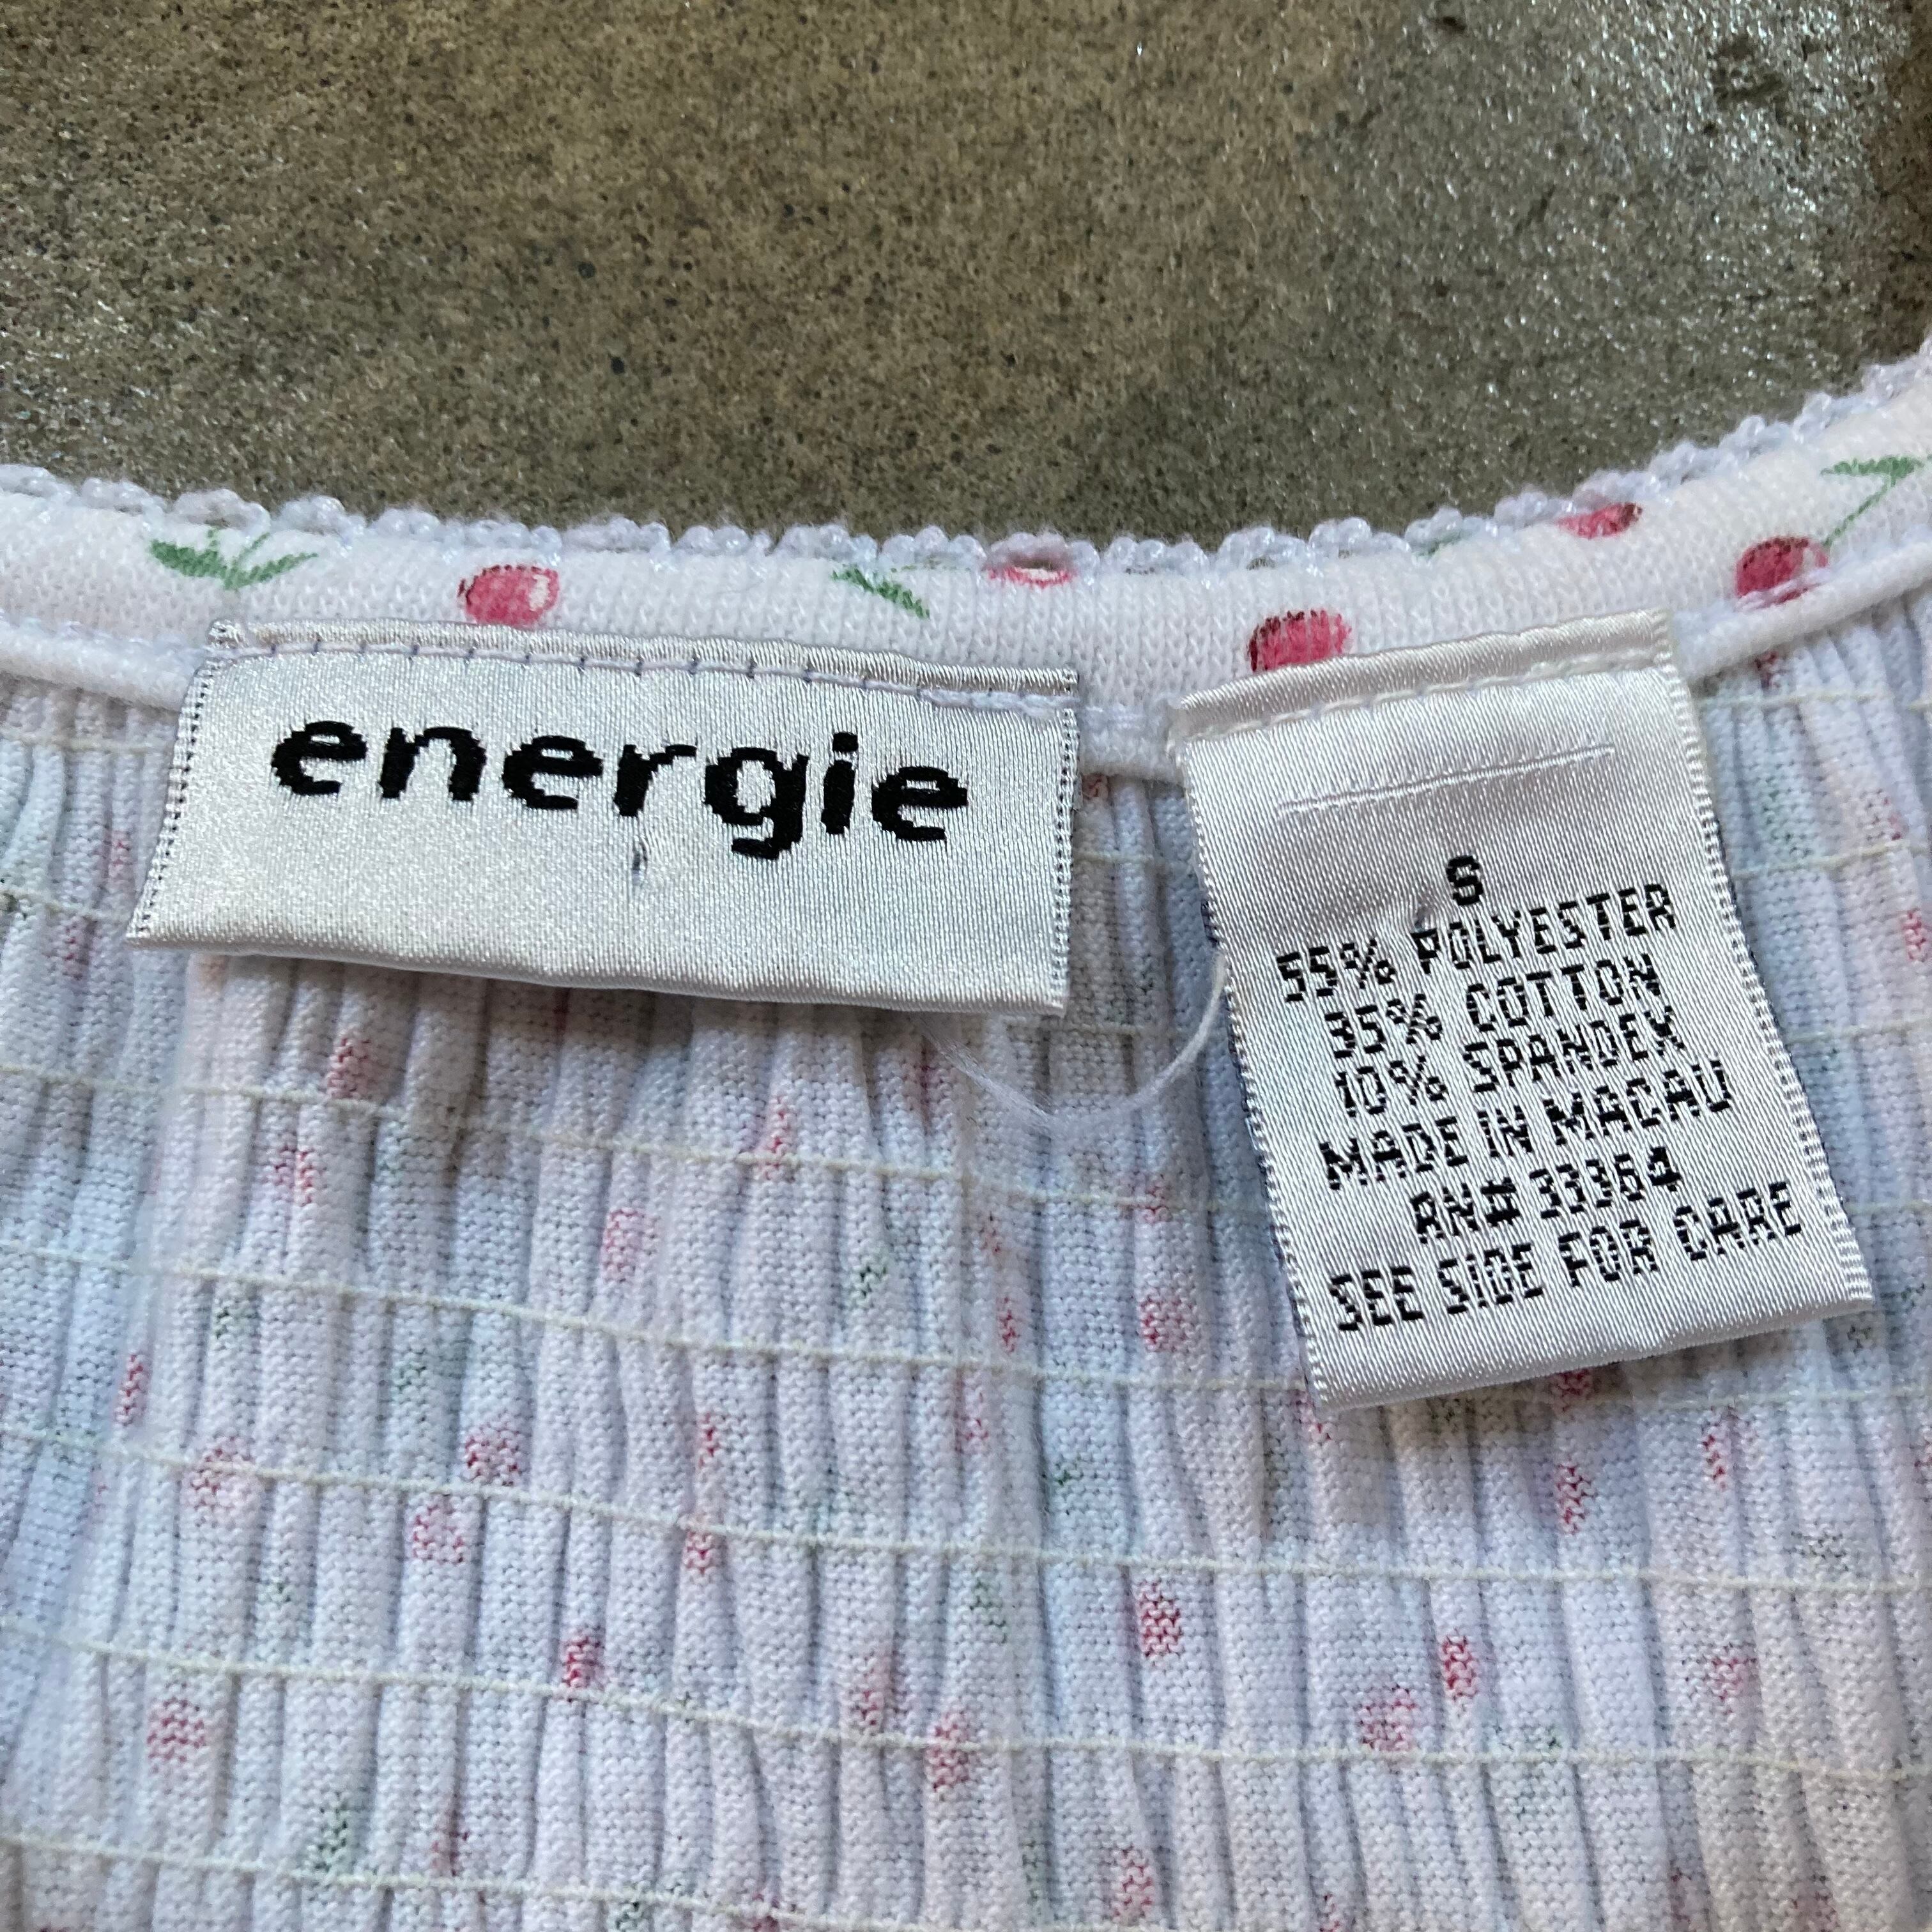 energie
S
55% POLYESTER
35% COTTON
10% SPANDEX
MADE IN MACAU
RN# 33364
SEE SIDE FOR CARE